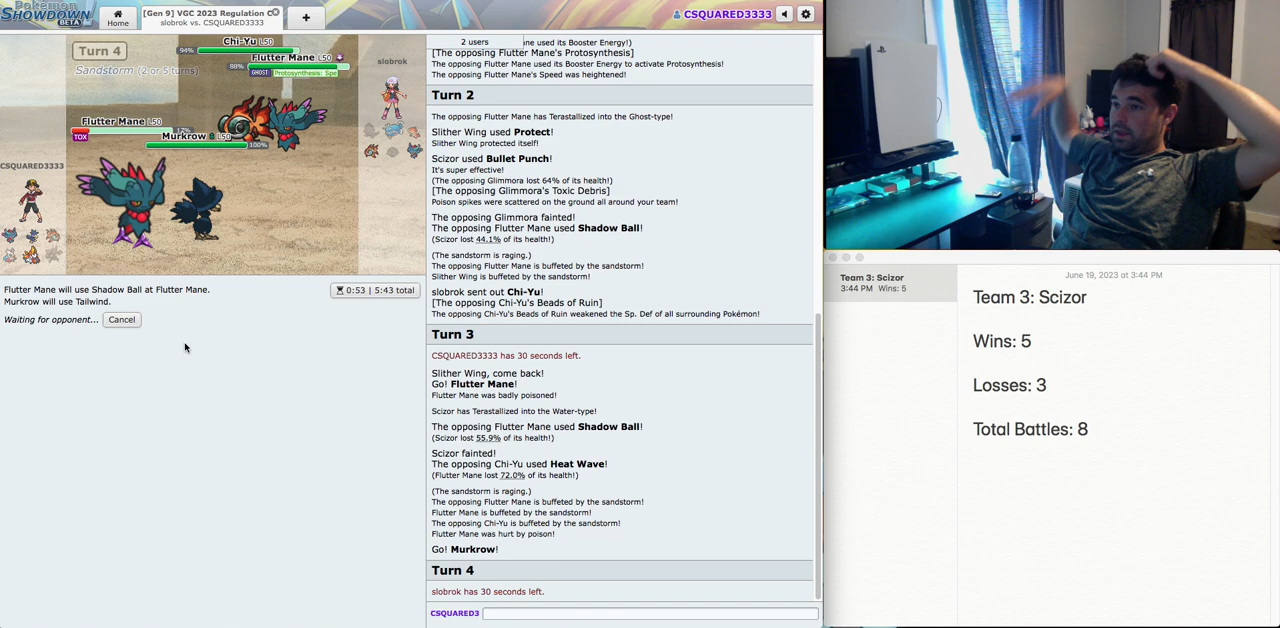 Pokémon
SHOWDOWN
BETA
Home
[Gen 9] VGC 2023 Regulation C
slobrok vs. CSQUARED3333
+
CSQUARED3333
Turn 4
Sandstorm (2 or 5 turns)
Chi-Yu L50
94%
Flutter Mane L50
88%
GHOST Protosynthesis: Spe
slobrok
Flutter Mane L50
TOX
12%
Murkrow L50
100%
CSQUARED3333
Flutter Mane will use Shadow Ball at Flutter Mane.
Murkrow will use Tailwind.
Waiting for opponent... Cancel
0:53 | 5:43 total
2 users
ne used its Booster Energy!)
[The opposing Flutter Mane's Protosynthesis]
The opposing Flutter Mane used its Booster Energy to activate Protosynthesis!
The opposing Flutter Mane's Speed was heightened!
Turn 2
The opposing Flutter Mane has Terastallized into the Ghost-type!
Slither Wing used Protect!
Slither Wing protected itself!
Scizor used Bullet Punch!
It's super effective!
(The opposing Glimmora lost 64% of its health!)
[The opposing Glimmora's Toxic Debris]
Poison spikes were scattered on the ground all around your team!
The opposing Glimmora fainted!
The opposing Flutter Mane used Shadow Ball!
(Scizor lost 44.1% of its health!)
(The sandstorm is raging.)
The opposing Flutter Mane is buffeted by the sandstorm!
Slither Wing is buffeted by the sandstorm!
slobrok sent out Chi-Yu!
[The opposing Chi-Yu's Beads of Ruin]
The opposing Chi-Yu's Beads of Ruin weakened the Sp. Def of all surrounding Pokémon!
Turn 3
CSQUARED3333 has 30 seconds left.
Slither Wing, come back!
Go! Flutter Mane!
Flutter Mane was badly poisoned!
Scizor has Terastallized into the Water-type!
The opposing Flutter Mane used Shadow Ball!
(Scizor lost 55.9% of its health!)
Scizor fainted!
The opposing Chi-Yu used Heat Wave!
(Flutter Mane lost 72.0% of its health!)
(The sandstorm is raging.)
The opposing Flutter Mane is buffeted by the sandstorm!
Flutter Mane is buffeted by the sandstorm!
The opposing Chi-Yu is buffeted by the sandstorm!
Flutter Mane was hurt by poison!
Go! Murkrow!
Turn 4
slobrok has 30 seconds left.
CSQUARED3
Team 3: Scizor
3:44 PM Wins: 5
June 19, 2023 at 3:44 PM
Team 3: Scizor
Wins: 5
Losses: 3
Total Battles: 8